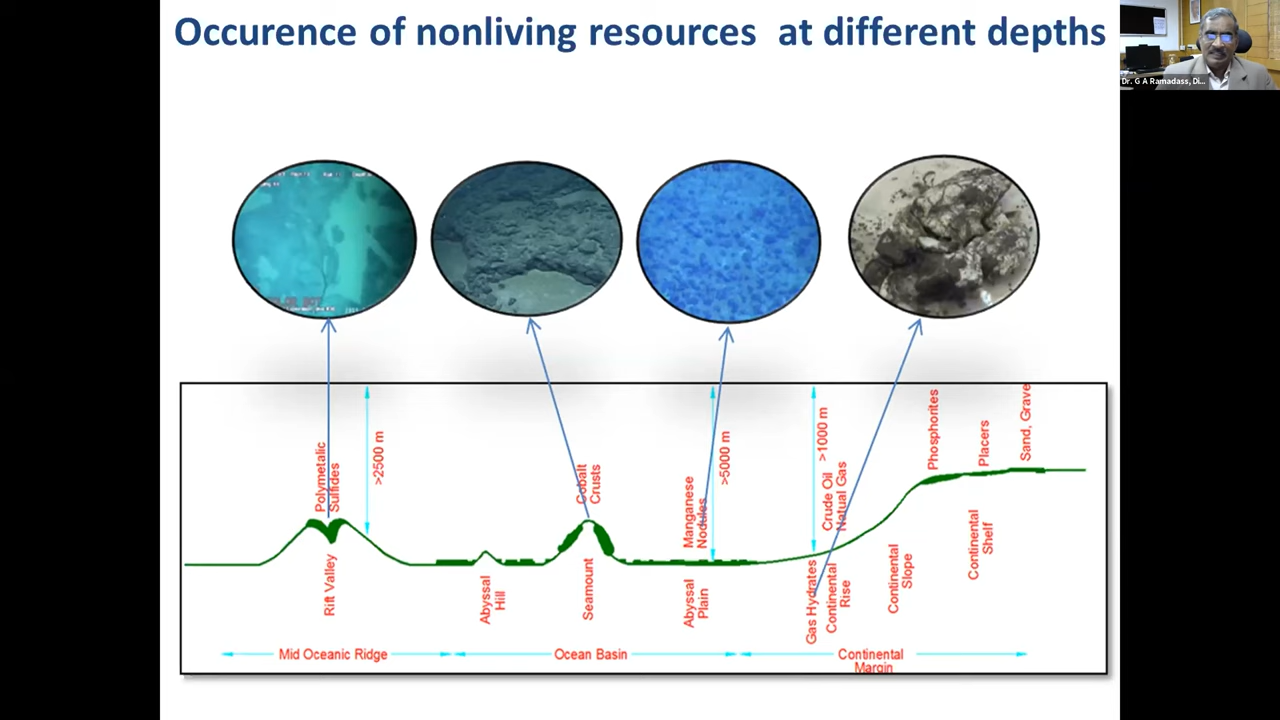 Occurence of nonliving resources at different depths
Dr. G A Ramadass, Di...
Polymetalic
Sulfides
>2500 m
Cobalt
Crusts
Manganese
Nodules
>5000 m
>1000 m
Crude Oil
Natual Gas
Phosphorites
Placers
Sand, Grave
Rift Valley
Abyssal
Hill
Seamount
Abyssal
Plain
Gas Hydrates
Continental
Rise
Continental
Slope
Continental
Shelf
Mid Oceanic Ridge
Ocean Basin
Continental
Margin